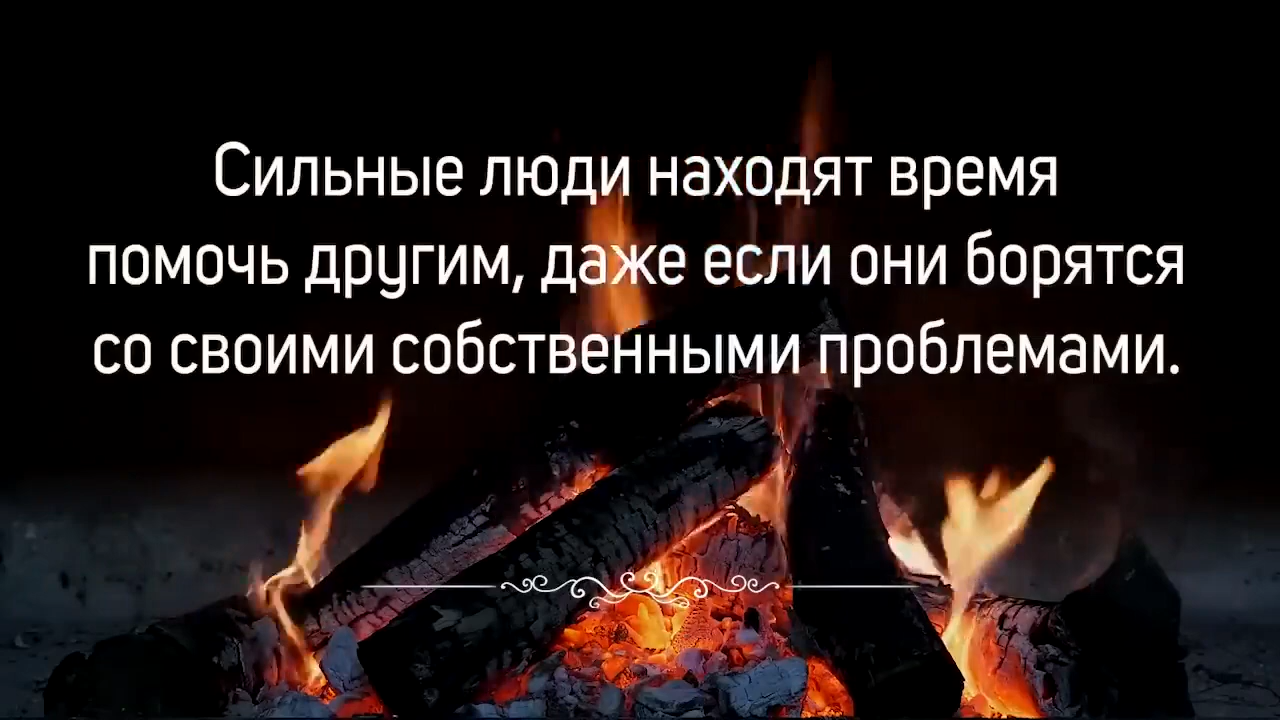 Сильные люди находят время
помочь другим, даже если они борятся
со своими собственными проблемами.